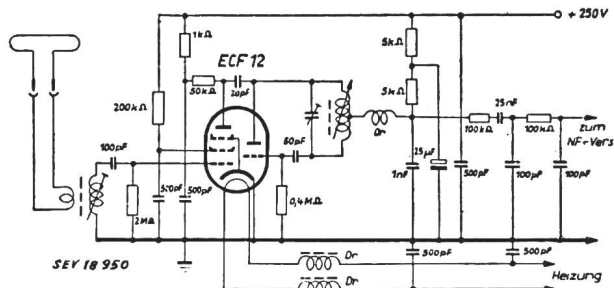 + 250V
1kΩ
ECF 12
5kΩ
50kΩ
20pF
5kΩ
200kΩ
25nF
Dr
100kΩ
100kΩ
zum
NF-Vers
100pF
60pF
25µF
1nF
500pF
100pF
100pF
2MΩ
500pF
500pF
0,4MΩ
SEV 18 950
500pF
500pF
Dr
Heizung
Dr